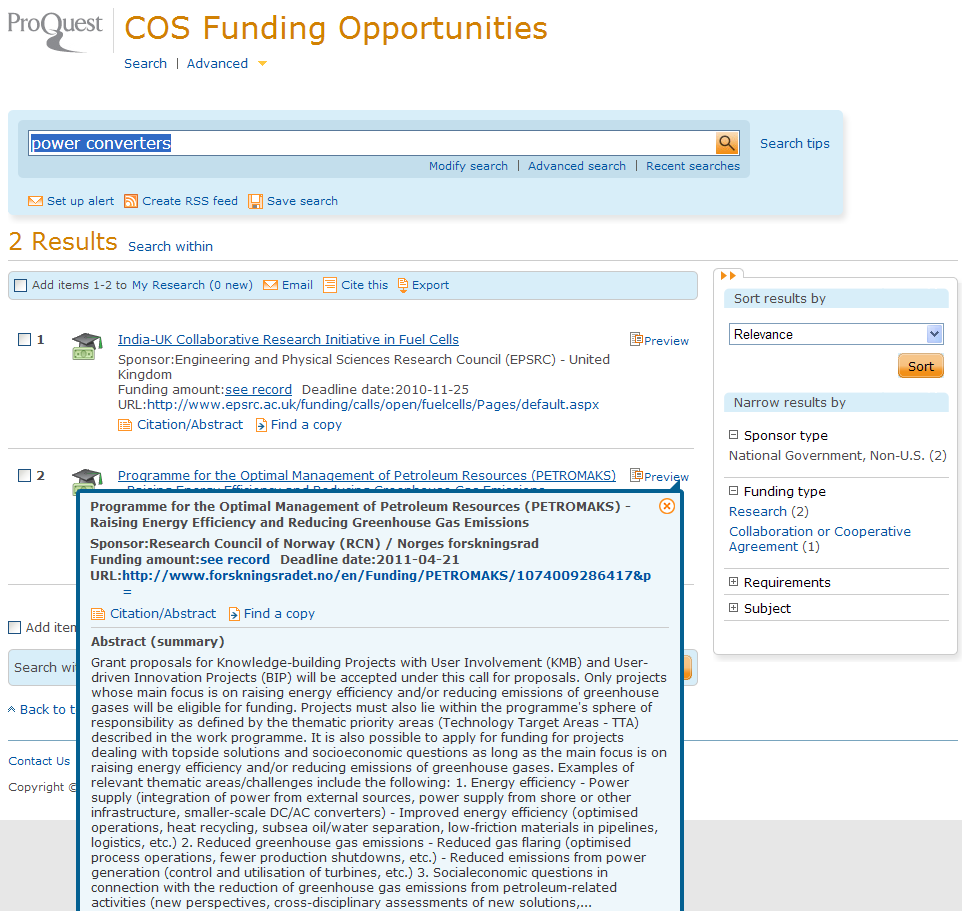 ProQuest
COS Funding Opportunities
Search | Advanced
power converters
Search tips
Modify search | Advanced search | Recent searches
Set up alert Create RSS feed Save search
2 Results Search within
Add items 1-2 to My Research (0 new) Email Cite this Export
1
India-UK Collaborative Research Initiative in Fuel Cells
Preview
Sponsor:Engineering and Physical Sciences Research Council (EPSRC) - United
Kingdom
Funding amount:see record Deadline date:2010-11-25
URL:http://www.epsrc.ac.uk/funding/calls/open/fuelcells/Pages/default.aspx
Citation/Abstract Find a copy
2
Programme for the Optimal Management of Petroleum Resources (PETROMAKS)
Preview
- Raising Energy Efficiency and Reducing Greenhouse Gas Emissions
Programme for the Optimal Management of Petroleum Resources (PETROMAKS) -
Raising Energy Efficiency and Reducing Greenhouse Gas Emissions
Sponsor:Research Council of Norway (RCN) / Norges forskningsrad
Funding amount:see record Deadline date:2011-04-21
URL:http://www.forskningsradet.no/en/Funding/PETROMAKS/1074009286417&p
=
Citation/Abstract Find a copy
Abstract (summary)
Grant proposals for Knowledge-building Projects with User Involvement (KMB) and User-
driven Innovation Projects (BIP) will be accepted under this call for proposals. Only projects
whose main focus is on raising energy efficiency and/or reducing emissions of greenhouse
gases will be eligible for funding. Projects must also lie within the programme's sphere of
responsibility as defined by the thematic priority areas (Technology Target Areas - TTA)
described in the work programme. It is also possible to apply for funding for projects
dealing with topside solutions and socioeconomic questions as long as the main focus is on
raising energy efficiency and/or reducing emissions of greenhouse gases. Examples of
relevant thematic areas/challenges include the following: 1. Energy efficiency - Power
supply (integration of power from external sources, power supply from shore or other
infrastructure, smaller-scale DC/AC converters) - Improved energy efficiency (optimised
operations, heat recycling, subsea oil/water separation, low-friction materials in pipelines,
logistics, etc.) 2. Reduced greenhouse gas emissions - Reduced gas flaring (optimised
process operations, fewer production shutdowns, etc.) - Reduced emissions from power
generation (control and utilisation of turbines, etc.) 3. Socialeconomic questions in
connection with the reduction of greenhouse gas emissions from petroleum-related
activities (new perspectives, cross-disciplinary assessments of new solutions,...
Add iten
Search wi
Back to t
Contact Us
Copyright ©
Sort results by
Relevance
Sort
Narrow results by
Sponsor type
National Government, Non-U.S. (2)
Funding type
Research (2)
Collaboration or Cooperative
Agreement (1)
Requirements
Subject